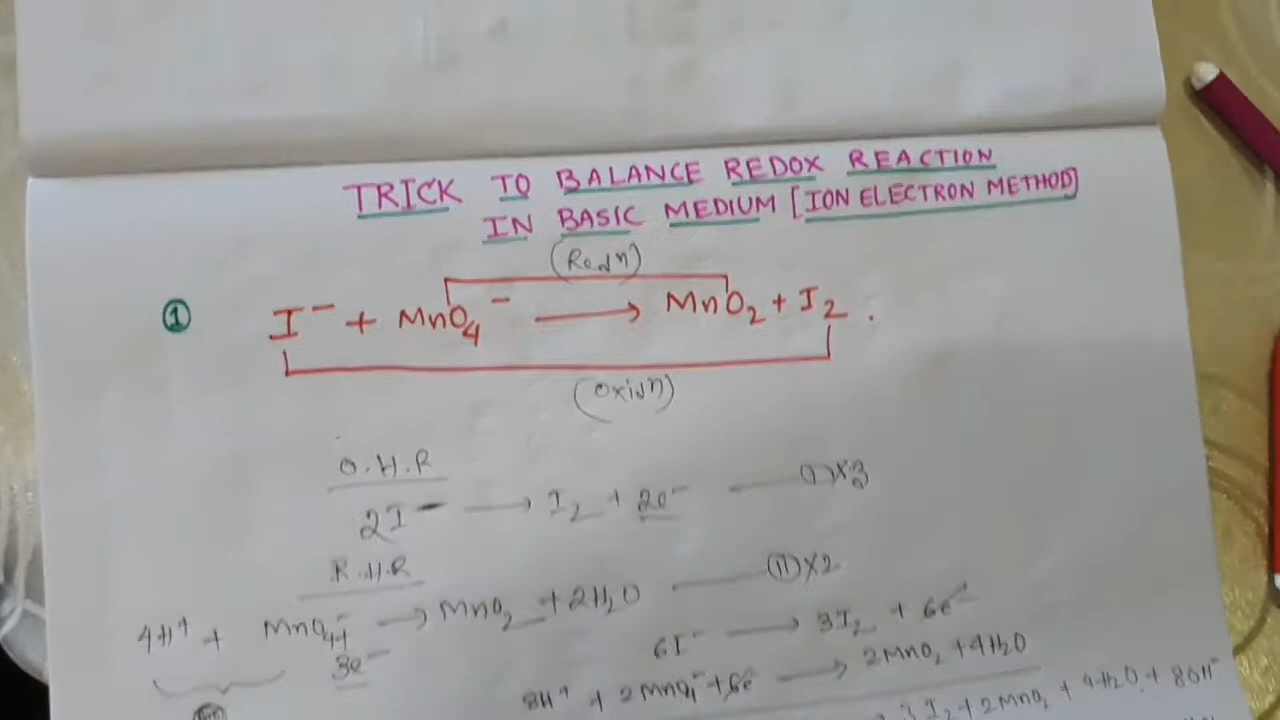 TRICK TO BALANCE REDOX REACTION
IN BASIC MEDIUM [ION ELECTRON METHOD]
(Redn)
① I⁻ + MnO₄⁻ ⟶ MnO₂ + I₂ .
(Oxidn)
O.H.R
2I⁻ ⟶ I₂ + 2e⁻ —— (I)×3
R.H.R
4H⁺ + MnO₄⁻ + 3e⁻ ⟶ MnO₂ + 2H₂O —— (II)×2
6I⁻ ⟶ 3I₂ + 6e⁻
8H⁺ + 2MnO₄⁻ + 6e⁻ ⟶ 2MnO₂ + 4H₂O
3I₂ + 2MnO₂ + 4H₂O + 8OH⁻